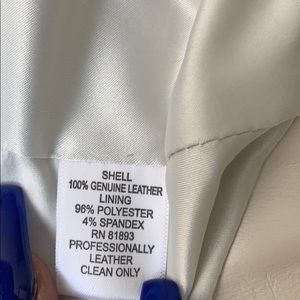 SHELL
100% GENUINE LEATHER
LINING
96% POLYESTER
4% SPANDEX
RN 81893
PROFESSIONALLY
LEATHER
CLEAN ONLY